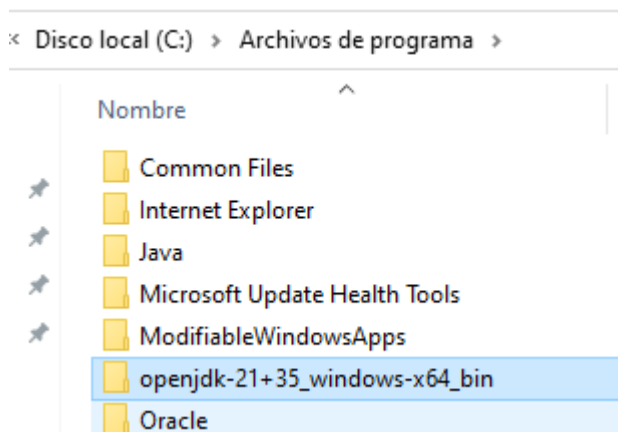 Disco local (C:) > Archivos de programa >
Nombre
Common Files
Internet Explorer
Java
Microsoft Update Health Tools
ModifiableWindowsApps
openjdk-21+35_windows-x64_bin
Oracle